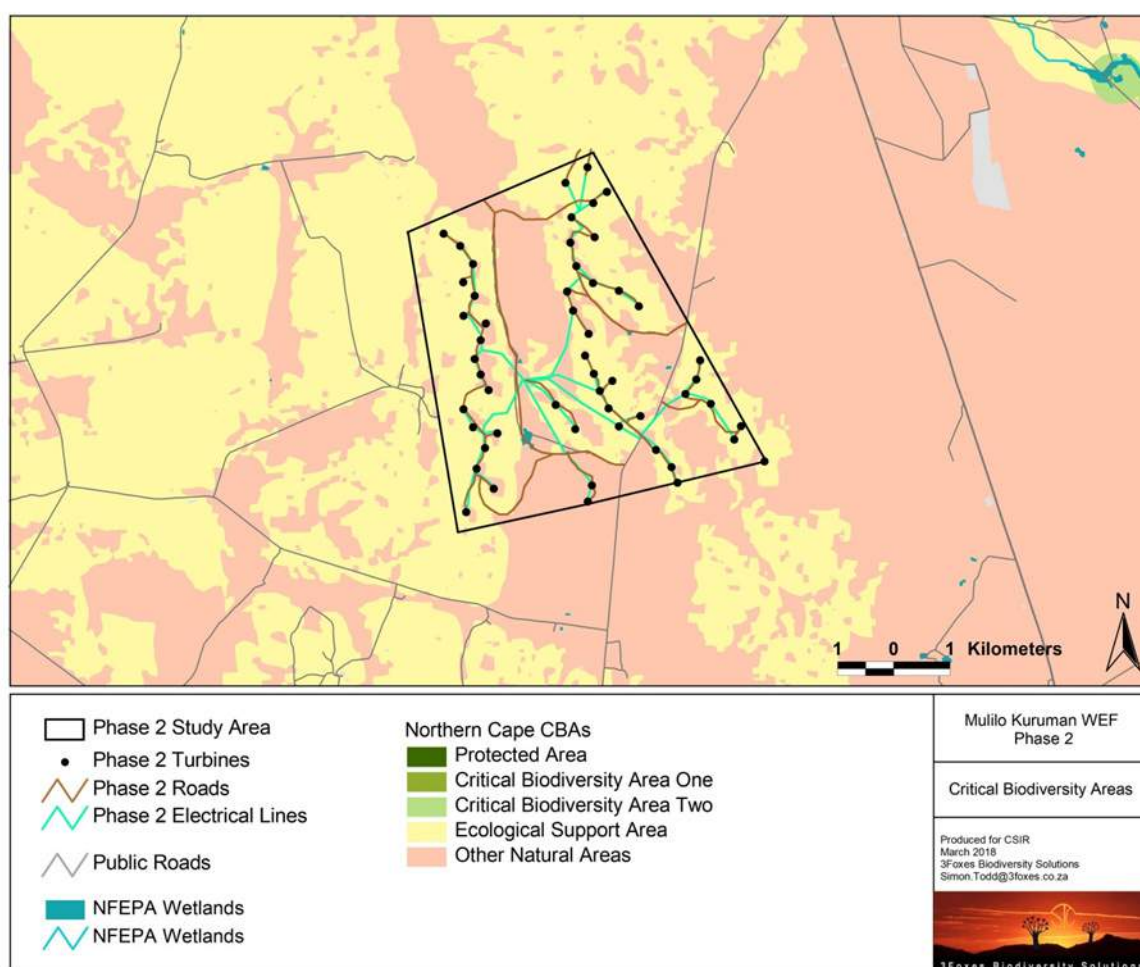 N
1 0 1 Kilometers
Phase 2 Study Area
Phase 2 Turbines
Phase 2 Roads
Phase 2 Electrical Lines
Public Roads
NFEPA Wetlands
NFEPA Wetlands
Northern Cape CBAs
Protected Area
Critical Biodiversity Area One
Critical Biodiversity Area Two
Ecological Support Area
Other Natural Areas
Mulilo Kuruman WEF
Phase 2
Critical Biodiversity Areas
Produced for CSIR
March 2018
3Foxes Biodiversity Solutions
Simon.Todd@3foxes.co.za
3Foxes Biodiversity Solutions